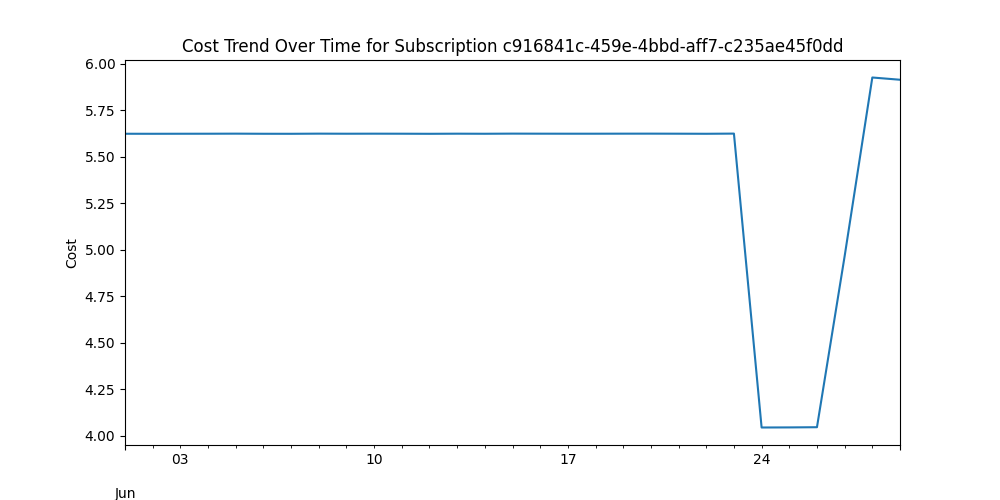 Cost Trend Over Time for Subscription c916841c-459e-4bbd-aff7-c235ae45f0dd
6.00
5.75
5.50
5.25
5.00
4.75
4.50
4.25
4.00
Cost
03 10 17 24
Jun